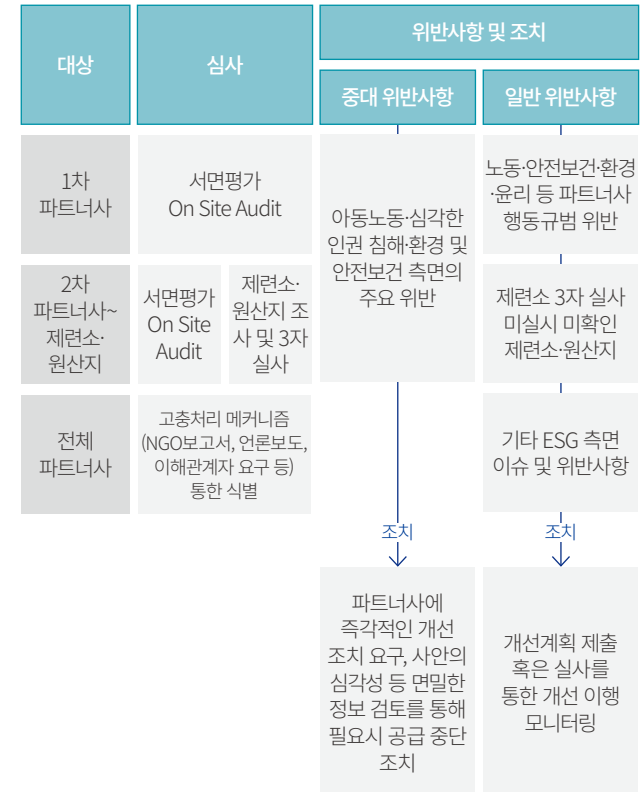 대상
심사
위반사항 및 조치
중대 위반사항
일반 위반사항
1차
파트너사
서면평가
On Site Audit
아동노동·심각한
인권 침해·환경 및
안전보건 측면의
주요 위반
노동·안전보건·환경
·윤리 등 파트너사
행동규범 위반
2차
파트너사~
제련소·
원산지
서면평가
On Site
Audit
제련소·
원산지 조
사 및 3자
실사
제련소 3자 실사
미실시 미확인
제련소·원산지
전체
파트너사
고충처리 메커니즘
(NGO보고서, 언론보도,
이해관계자 요구 등)
통한 식별
기타 ESG 측면
이슈 및 위반사항
조치
조치
파트너사에
즉각적인 개선
조치 요구, 사안의
심각성 등 면밀한
정보 검토를 통해
필요시 공급 중단
조치
개선계획 제출
혹은 실사를
통한 개선 이행
모니터링